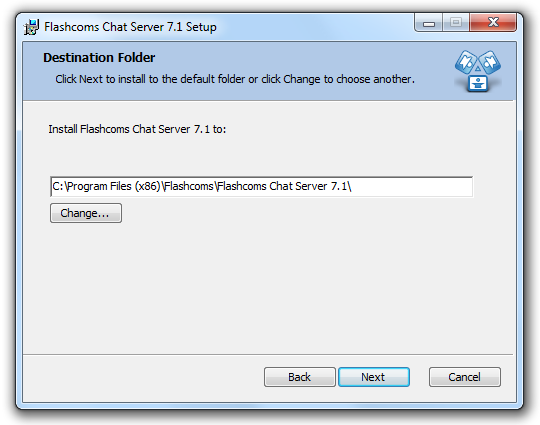 Flashcoms Chat Server 7.1 Setup
Destination Folder
Click Next to install to the default folder or click Change to choose another.
Install Flashcoms Chat Server 7.1 to:
C:\Program Files (x86)\Flashcoms\Flashcoms Chat Server 7.1\
Change...
Back Next Cancel